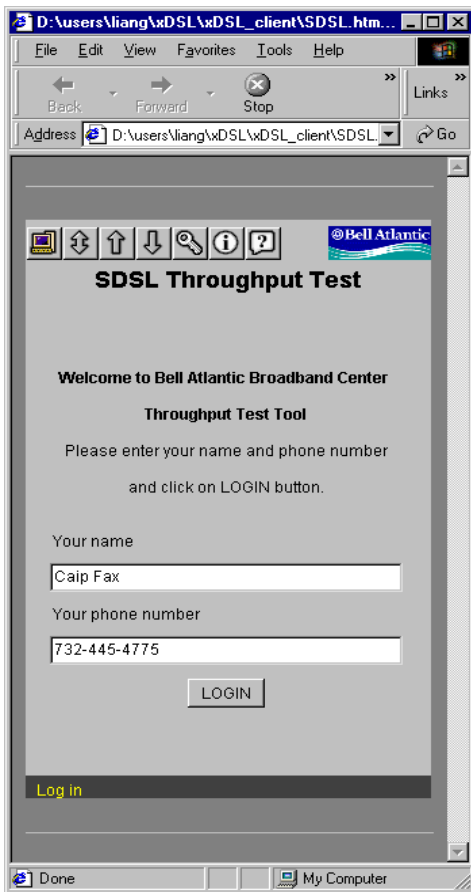 D:\users\liang\xDSL\xDSL_client\SDSL.htm...
File Edit View Favorites Tools Help
Back Forward Stop » Links »
Address D:\users\liang\xDSL\xDSL_client\SDSL. Go
@Bell Atlantic
SDSL Throughput Test
Welcome to Bell Atlantic Broadband Center
Throughput Test Tool
Please enter your name and phone number
and click on LOGIN button.
Your name
Caip Fax
Your phone number
732-445-4775
LOGIN
Log in
Done My Computer